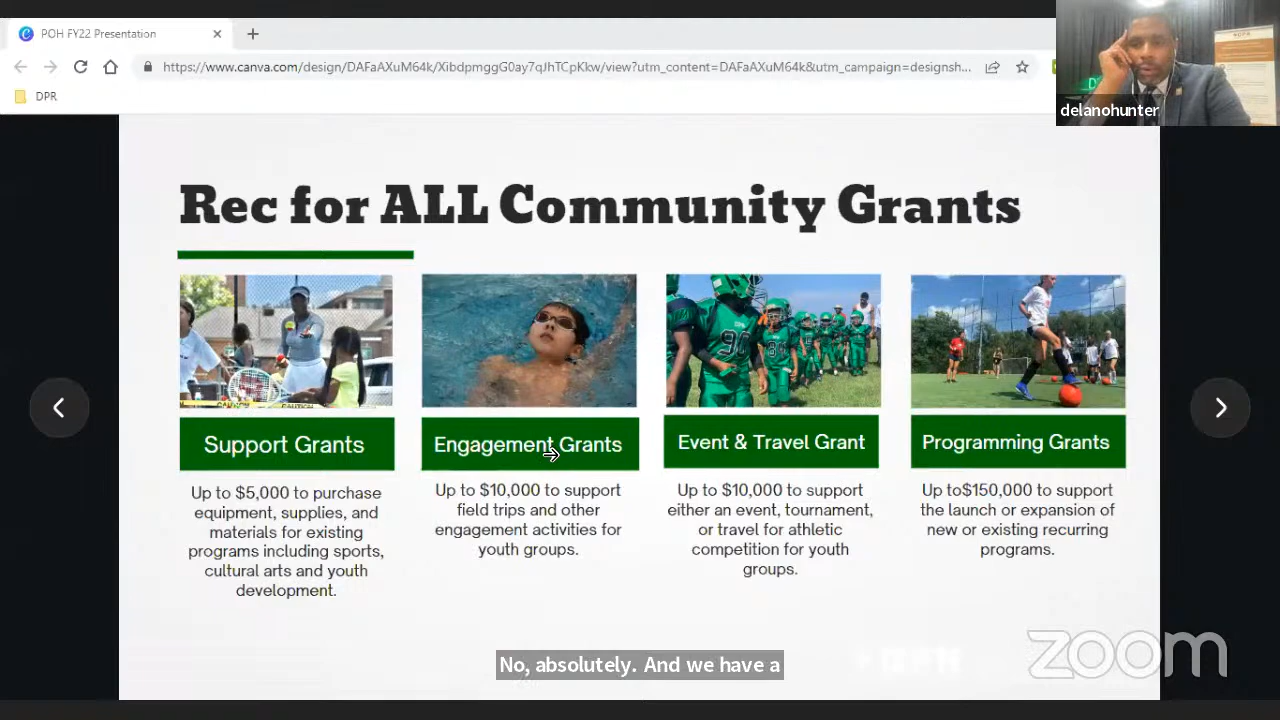 POH FY22 Presentation
https://www.canva.com/design/DAFaAXuM64k/XibdpmggG0ay7qJhTCpKkw/view?utm_content=DAFaAXuM64k&utm_campaign=designsh...
DPR
delanohunter
Rec for ALL Community Grants
Support Grants
Up to $5,000 to purchase
equipment, supplies, and
materials for existing
programs including sports,
cultural arts and youth
development.
Engagement Grants
Up to $10,000 to support
field trips and other
engagement activities for
youth groups.
Event & Travel Grant
Up to $10,000 to support
either an event, tournament,
or travel for athletic
competition for youth
groups.
Programming Grants
Up to$150,000 to support
the launch or expansion of
new or existing recurring
programs.
No, absolutely. And we have a
zoom